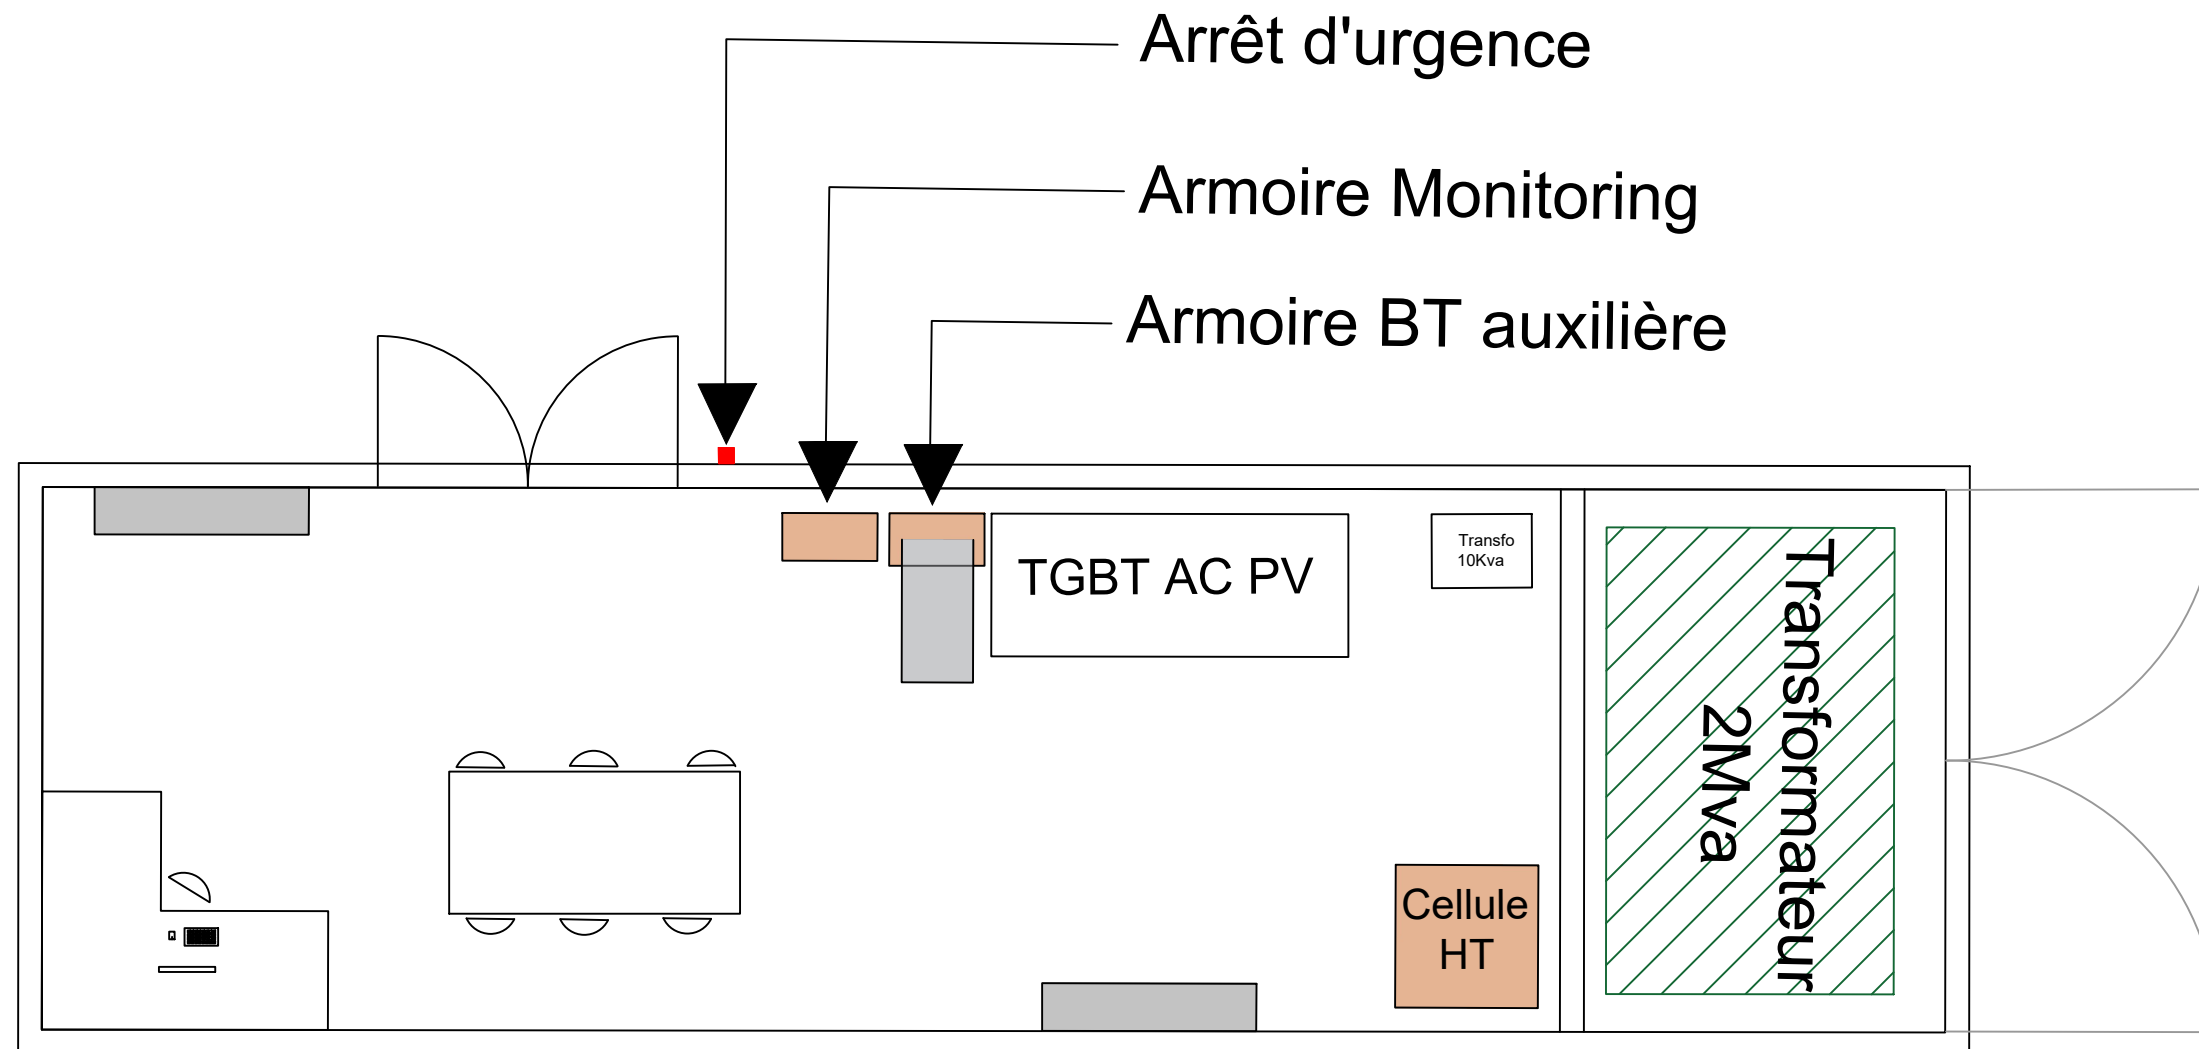 Arrêt d'urgence
Armoire Monitoring
Armoire BT auxilière
TGBT AC PV
Transfo
10Kva
Transformateur
2Mva
Cellule
HT